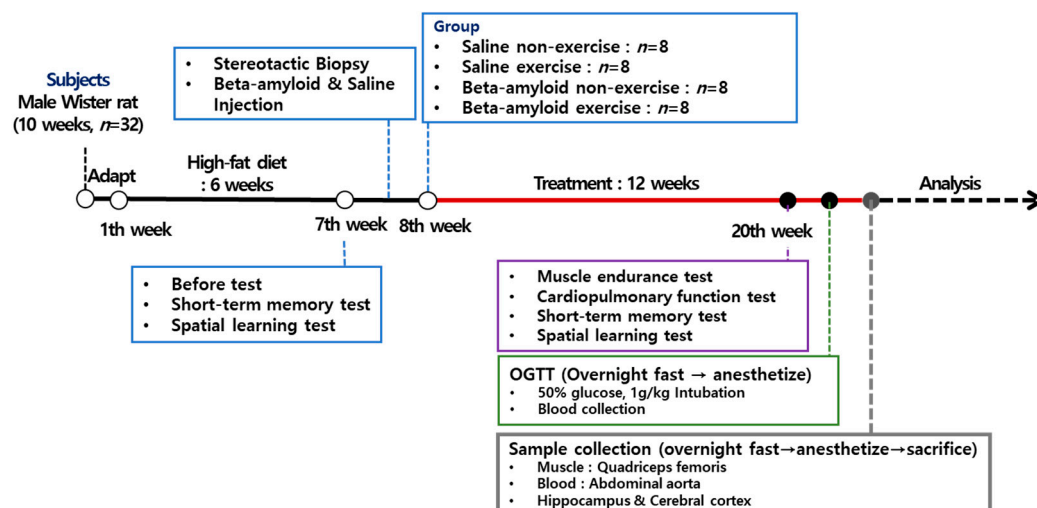 Subjects
Male Wister rat
(10 weeks, n=32)
• Stereotactic Biopsy
• Beta-amyloid & Saline
Injection
Group
• Saline non-exercise : n=8
• Saline exercise : n=8
• Beta-amyloid non-exercise : n=8
• Beta-amyloid exercise : n=8
Adapt
High-fat diet
: 6 weeks
Treatment : 12 weeks
Analysis
1th week
7th week
8th week
20th week
• Before test
• Short-term memory test
• Spatial learning test
• Muscle endurance test
• Cardiopulmonary function test
• Short-term memory test
• Spatial learning test
OGTT (Overnight fast → anesthetize)
• 50% glucose, 1g/kg Intubation
• Blood collection
Sample collection (overnight fast→anesthetize→sacrifice)
• Muscle : Quadriceps femoris
• Blood : Abdominal aorta
• Hippocampus & Cerebral cortex